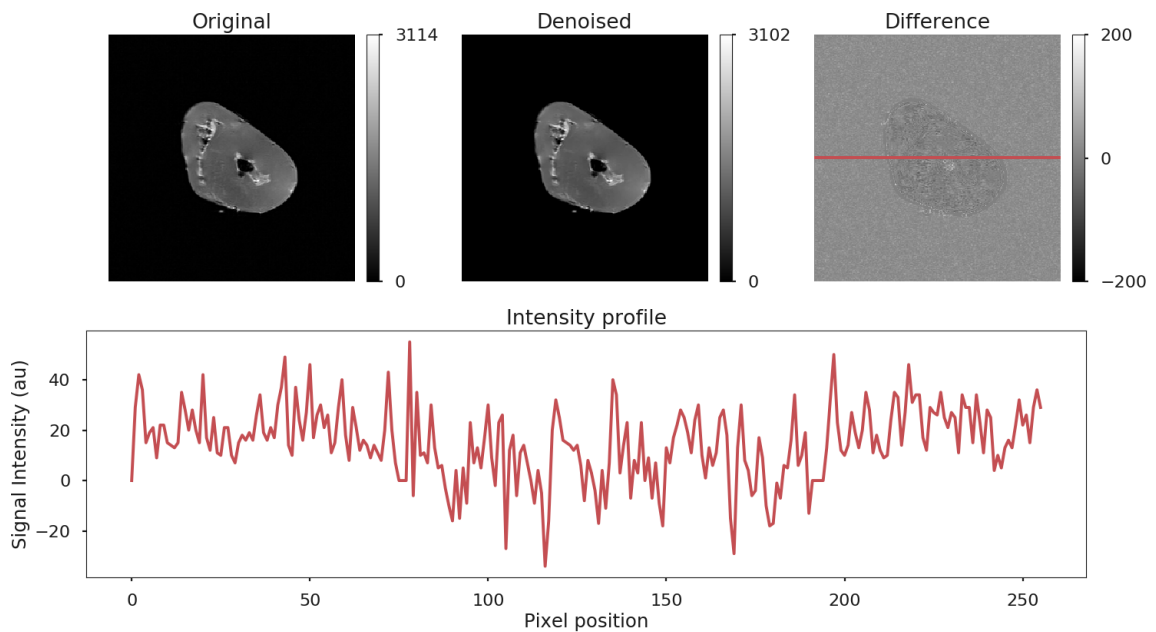 Original
Denoised
Difference
3114
0
3102
0
200
0
−200
Intensity profile
Signal Intensity (au)
40
20
0
−20
0
50
100
150
200
250
Pixel position